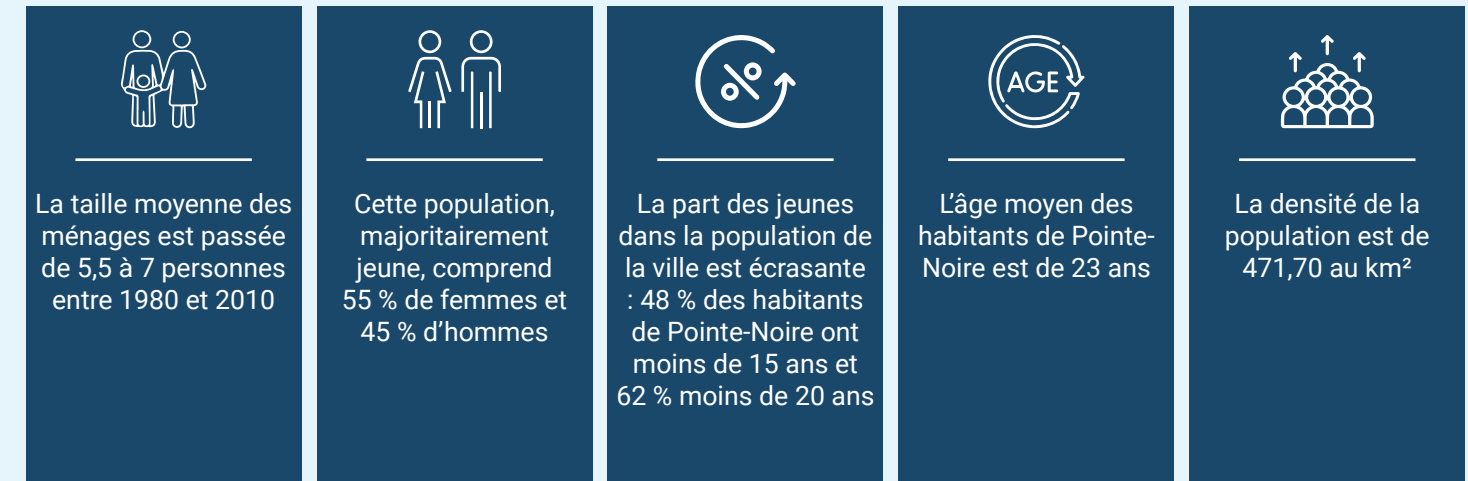 La taille moyenne des
ménages est passée
de 5,5 à 7 personnes
entre 1980 et 2010
Cette population,
majoritairement
jeune, comprend
55 % de femmes et
45 % d’hommes
La part des jeunes
dans la population de
la ville est écrasante
: 48 % des habitants
de Pointe-Noire ont
moins de 15 ans et
62 % moins de 20 ans
AGE
L’âge moyen des
habitants de Pointe-
Noire est de 23 ans
La densité de la
population est de
471,70 au km²